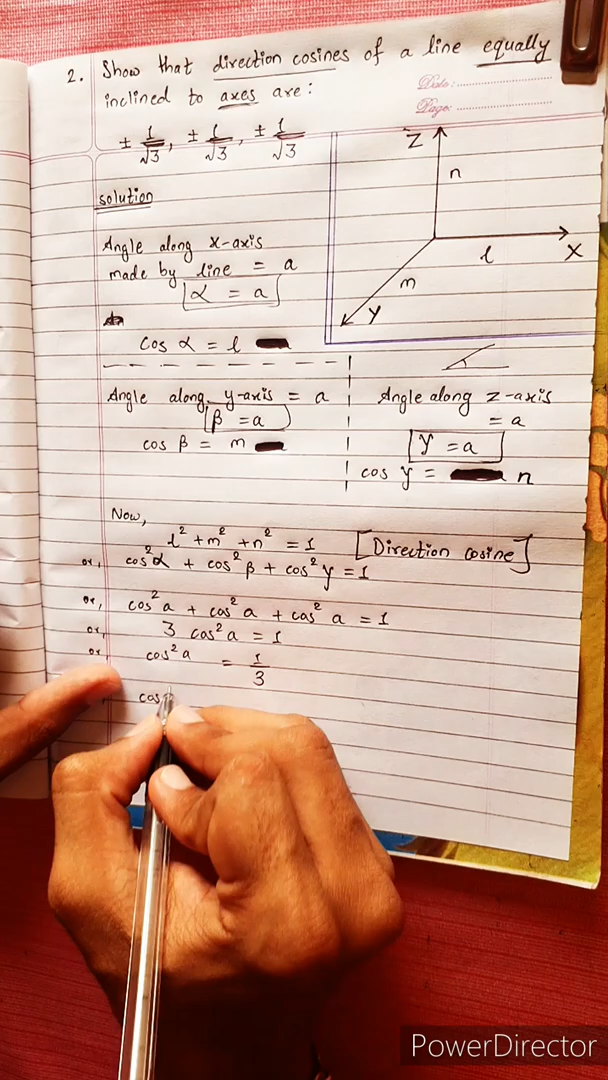 2. Show that direction cosines of a line equally
inclined to axes are:
Date:
Page:
± 1/√3, ± 1/√3, ± 1/√3
solution
Z
n
l
X
m
Y
Angle along x-axis
made by line = a
α = a
cos α = l
Angle along y-axis = a
β = a
cos β = m
Angle along z-axis
= a
γ = a
cos γ = n
Now,
l² + m² + n² = 1 [Direction cosine]
or, cos²α + cos²β + cos²γ = 1
or, cos²a + cos²a + cos²a = 1
or, 3 cos²a = 1
or cos²a = 1/3
cos
PowerDirector